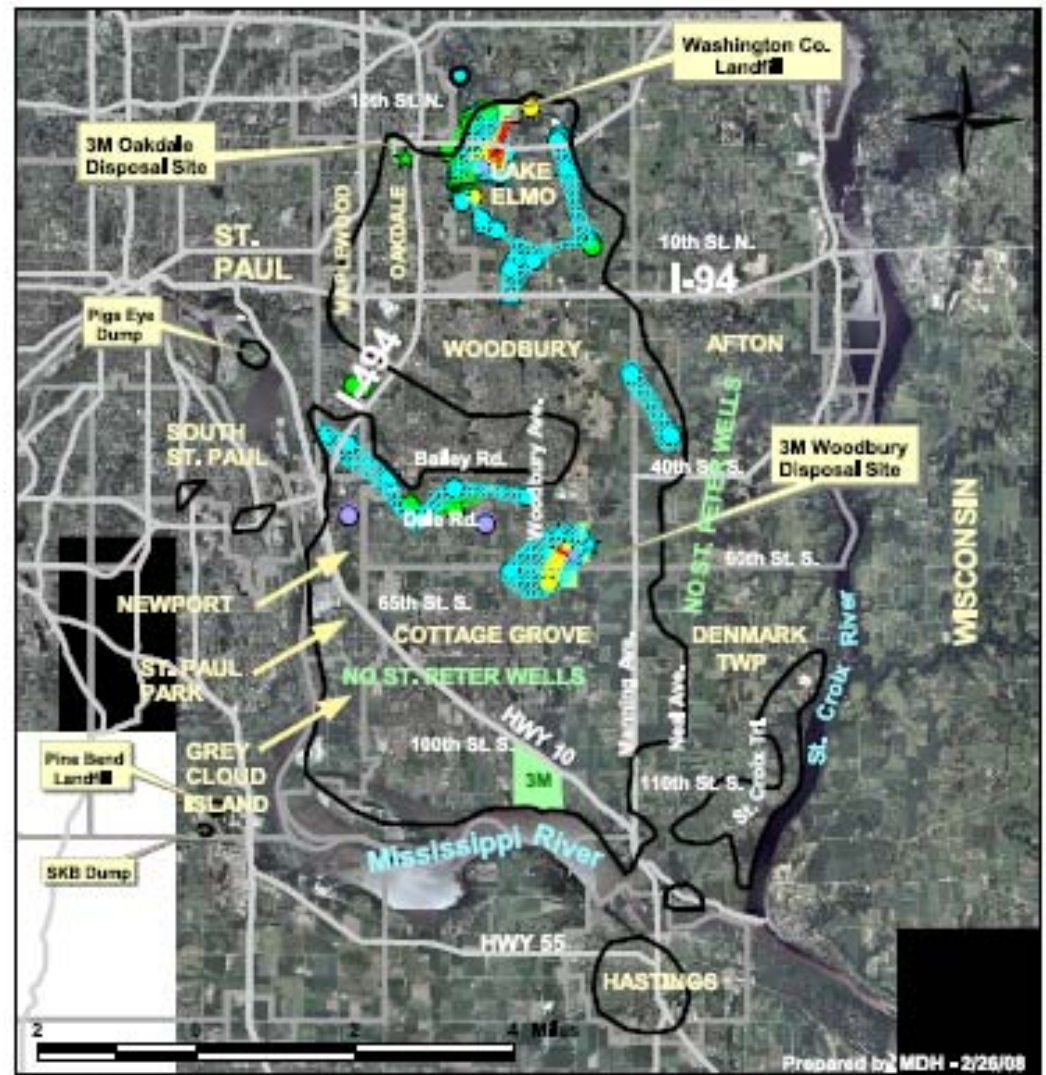 Washington Co.
Landfill
10th St. N.
3M Oakdale
Disposal Site
LAKE
ELMO
MAPLEWOOD
OAKDALE
ST.
PAUL
10th St. N.
I-94
Pigs Eye
Dump
WOODBURY
AFTON
I-494
SOUTH
ST. PAUL
Bailey Rd.
Woodbury Ave.
40th St. S.
3M Woodbury
Disposal Site
NO ST. PETER WELLS
Dale Rd.
WISCONSIN
60th St. S.
NEWPORT
65th St. S.
COTTAGE GROVE
DENMARK
TWP
St. Croix River
ST. PAUL
PARK
NO ST. PETER WELLS
Manning Ave.
Neil Ave.
HWY 10
100th St. S.
GREY
CLOUD
ISLAND
Pine Bend
Landfill
3M
110th St. S.
St. Croix Trl.
Mississippi River
SKB Dump
HWY 55
HASTINGS
2 0 2 4 Miles
Prepared by MDH - 2/26/08